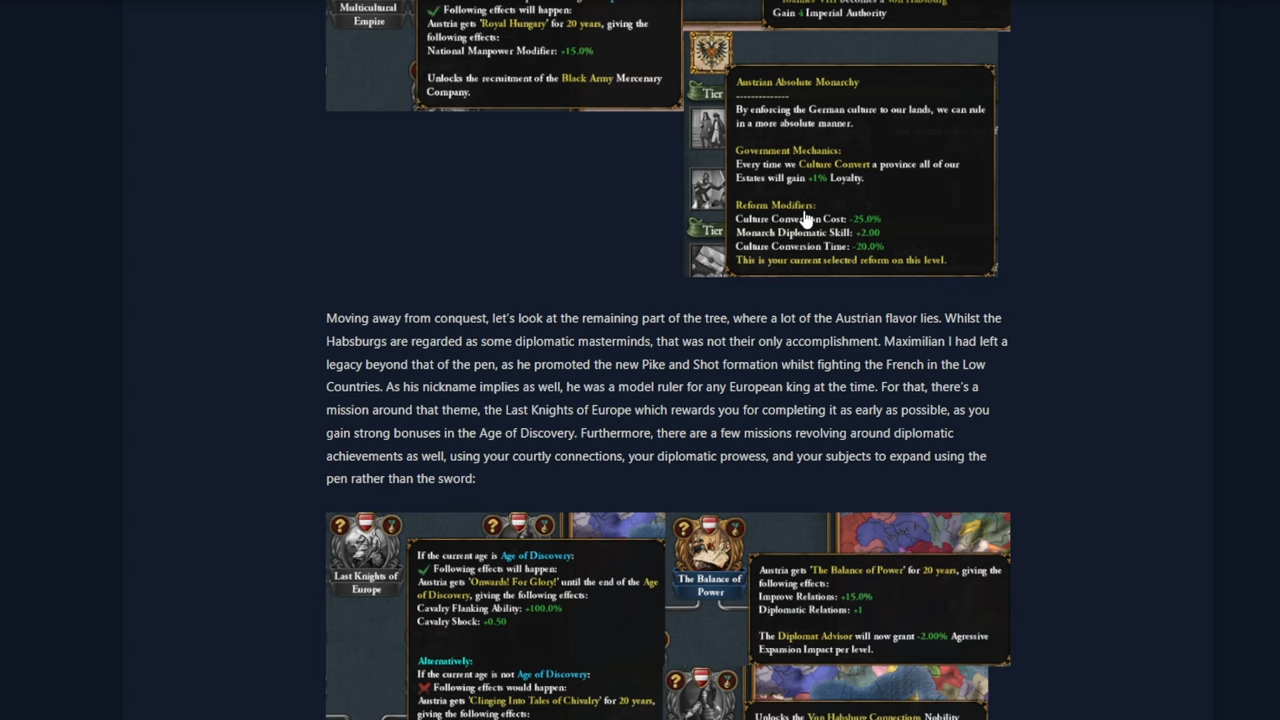 Multicultural
Empire
Following effects will happen:
Austria gets 'Royal Hungary' for 20 years, giving the
following effects:
National Manpower Modifier: +15.0%
Unlocks the recruitment of the Black Army Mercenary
Company.
Gain 4 Imperial Authority
Austrian Absolute Monarchy
--------------
By enforcing the German culture to our lands, we can rule
in a more absolute manner.
Government Mechanics:
Every time we Culture Convert a province all of our
Estates will gain +1% Loyalty.
Reform Modifiers:
Culture Conversion Cost: -25.0%
Monarch Diplomatic Skill: +2.00
Culture Conversion Time: -20.0%
This is your current selected reform on this level.
Tier
Tier
Moving away from conquest, let's look at the remaining part of the tree, where a lot of the Austrian flavor lies. Whilst the
Habsburgs are regarded as some diplomatic masterminds, that was not their only accomplishment. Maximilian I had left a
legacy beyond that of the pen, as he promoted the new Pike and Shot formation whilst fighting the French in the Low
Countries. As his nickname implies as well, he was a model ruler for any European king at the time. For that, there's a
mission around that theme, the Last Knights of Europe which rewards you for completing it as early as possible, as you
gain strong bonuses in the Age of Discovery. Furthermore, there are a few missions revolving around diplomatic
achievements as well, using your courtly connections, your diplomatic prowess, and your subjects to expand using the
pen rather than the sword:
Last Knights of
Europe
If the current age is Age of Discovery:
Following effects will happen:
Austria gets 'Onwards! For Glory!' until the end of the Age
of Discovery, giving the following effects:
Cavalry Flanking Ability: +100.0%
Cavalry Shock: +0.50
Alternatively:
If the current age is not Age of Discovery:
Following effects would happen:
Austria gets 'Clinging Into Tales of Chivalry' for 20 years,
giving the following effects:
The Balance of
Power
Austria gets 'The Balance of Power' for 20 years, giving the
following effects:
Improve Relations: +15.0%
Diplomatic Relations: +1
The Diplomat Advisor will now grant -2.00% Agressive
Expansion Impact per level.
Unlocks the Von Habsburg Connections Nobility